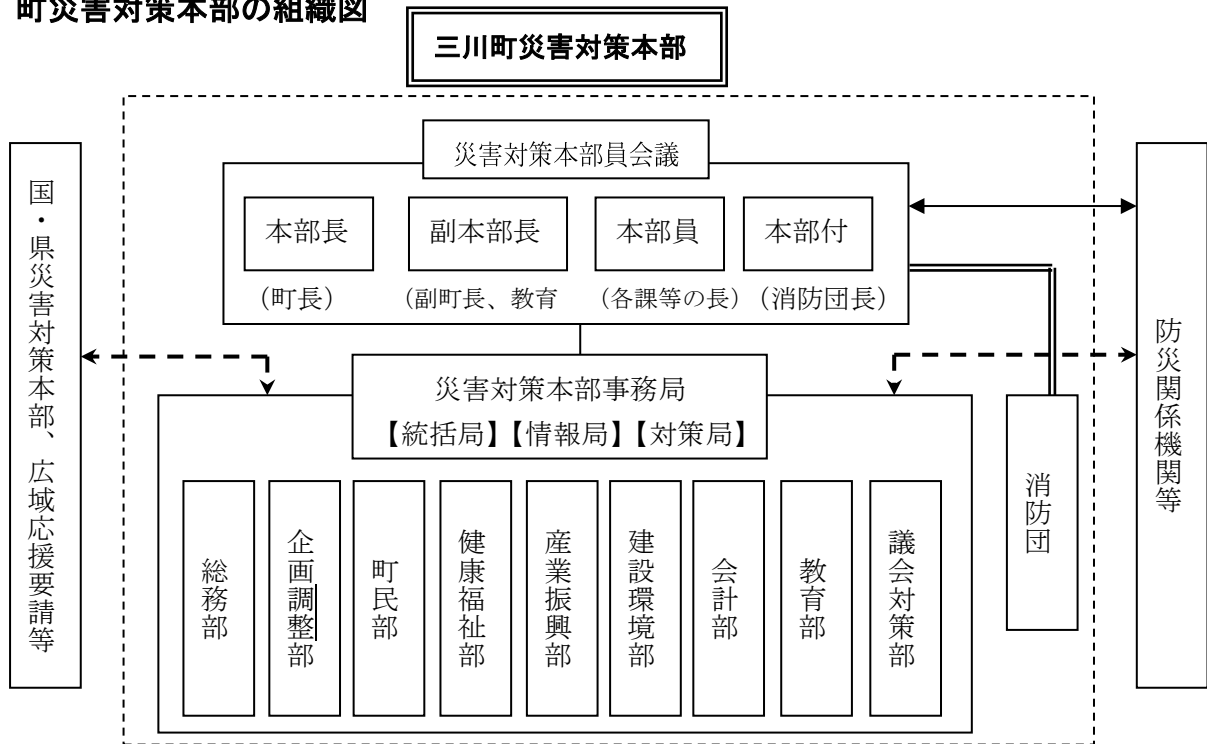 町災害対策本部の組織図
三川町災害対策本部
災害対策本部員会議
本部長
副本部長
本部員
本部付
(町長)
(副町長、教育
(各課等の長)
(消防団長)
国・県災害対策本部、広域応援要請等
防災関係機関等
災害対策本部事務局
【統括局】【情報局】【対策局】
消防団
総務部
企画調整部
町民部
健康福祉部
産業振興部
建設環境部
会計部
教育部
議会対策部